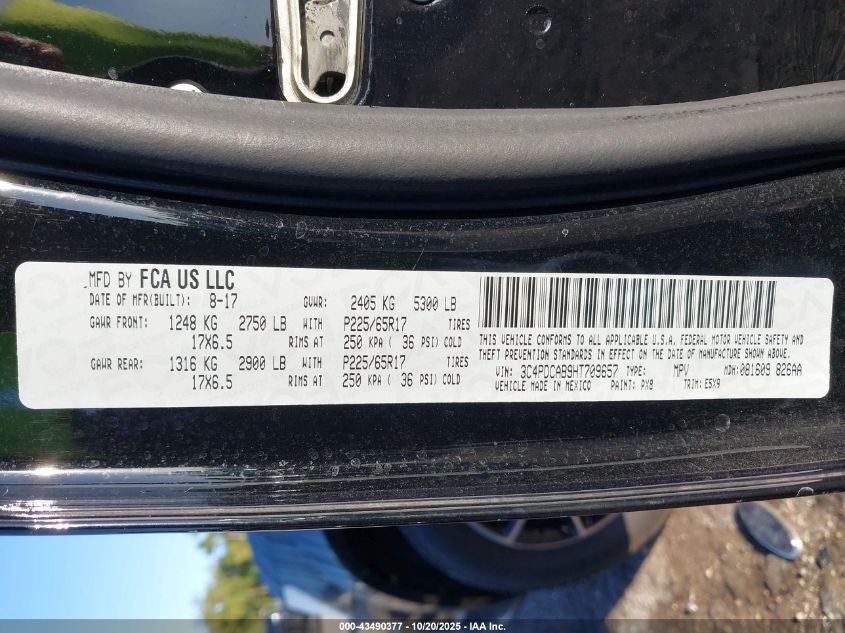 MFD BY FCA US LLC
DATE OF MFR(BUILT): 8-17 GVWR: 2405 KG 5300 LB
GAWR FRONT: 1248 KG 2750 LB WITH P225/65R17 TIRES
17X6.5 RIMS AT 250 KPA ( 36 PSI) COLD
GAWR REAR: 1316 KG 2900 LB WITH P225/65R17 TIRES
17X6.5 RIMS AT 250 KPA ( 36 PSI) COLD
THIS VEHICLE CONFORMS TO ALL APPLICABLE U.S.A. FEDERAL MOTOR VEHICLE SAFETY AND
THEFT PREVENTION STANDARDS IN EFFECT ON THE DATE OF MANUFACTURE SHOWN ABOVE.
VIN: 3C4PDCAB9HT709657 TYPE: MPV MDH: 081609 826AA
VEHICLE MADE IN MEXICO PAINT: PX8 TRIM: E5X9
000-43490377 - 10/20/2025 - IAA Inc.